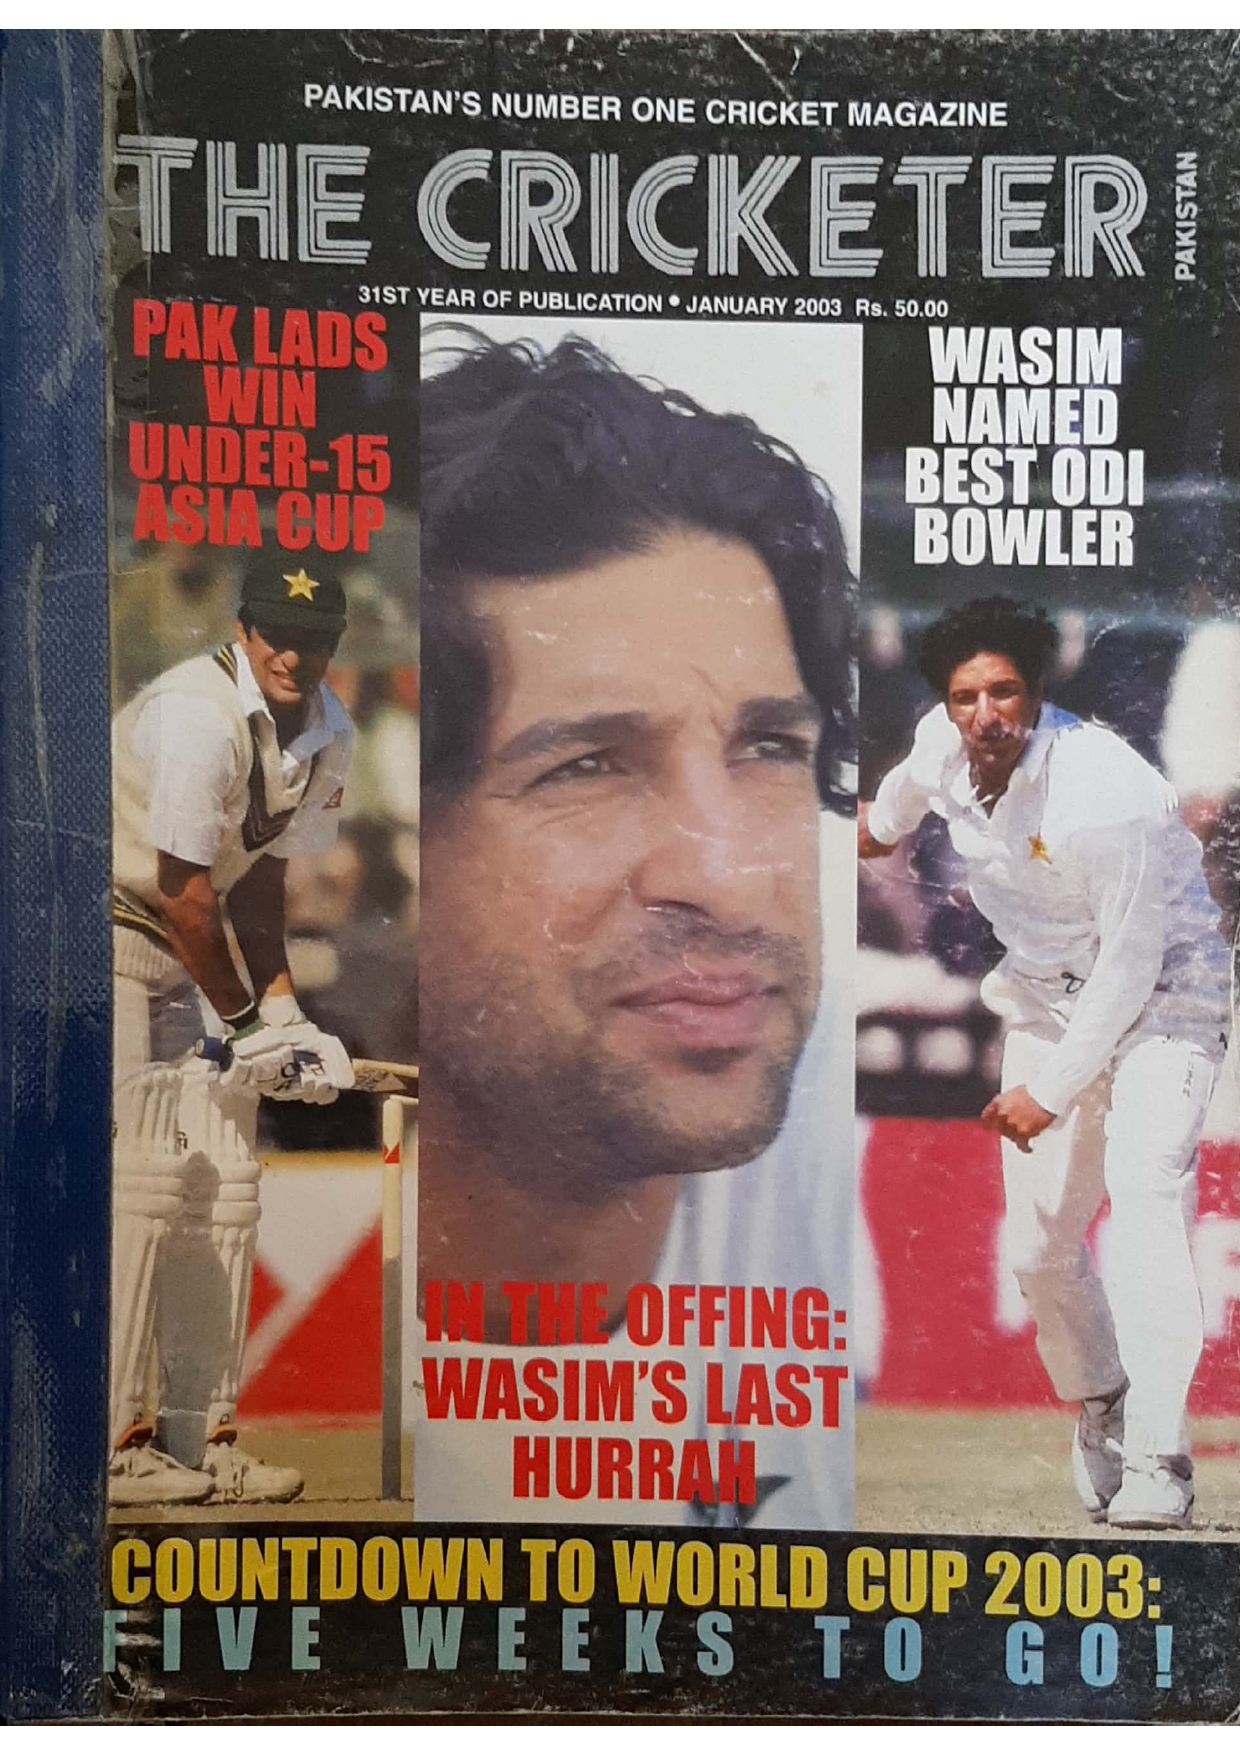 PAKISTAN'S NUMBER ONE CRICKET MAGAZINE
THE CRICKETER
PAKISTAN
31ST YEAR OF PUBLICATION • JANUARY 2003 Rs. 50.00
PAK LADS
WIN
UNDER-15
ASIA CUP
WASIM
NAMED
BEST ODI
BOWLER
IN THE OFFING:
WASIM'S LAST
HURRAH
COUNTDOWN TO WORLD CUP 2003:
FIVE WEEKS TO GO!